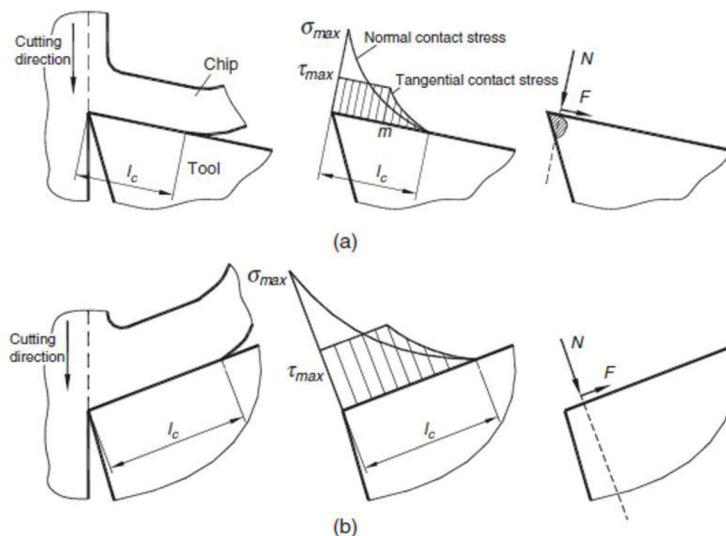 Cutting
direction
Chip
l_c
Tool
σ_max
τ_max
Normal contact stress
Tangential contact stress
m
l_c
N
F
(a)
Cutting
direction
l_c
σ_max
τ_max
l_c
N
F
(b)